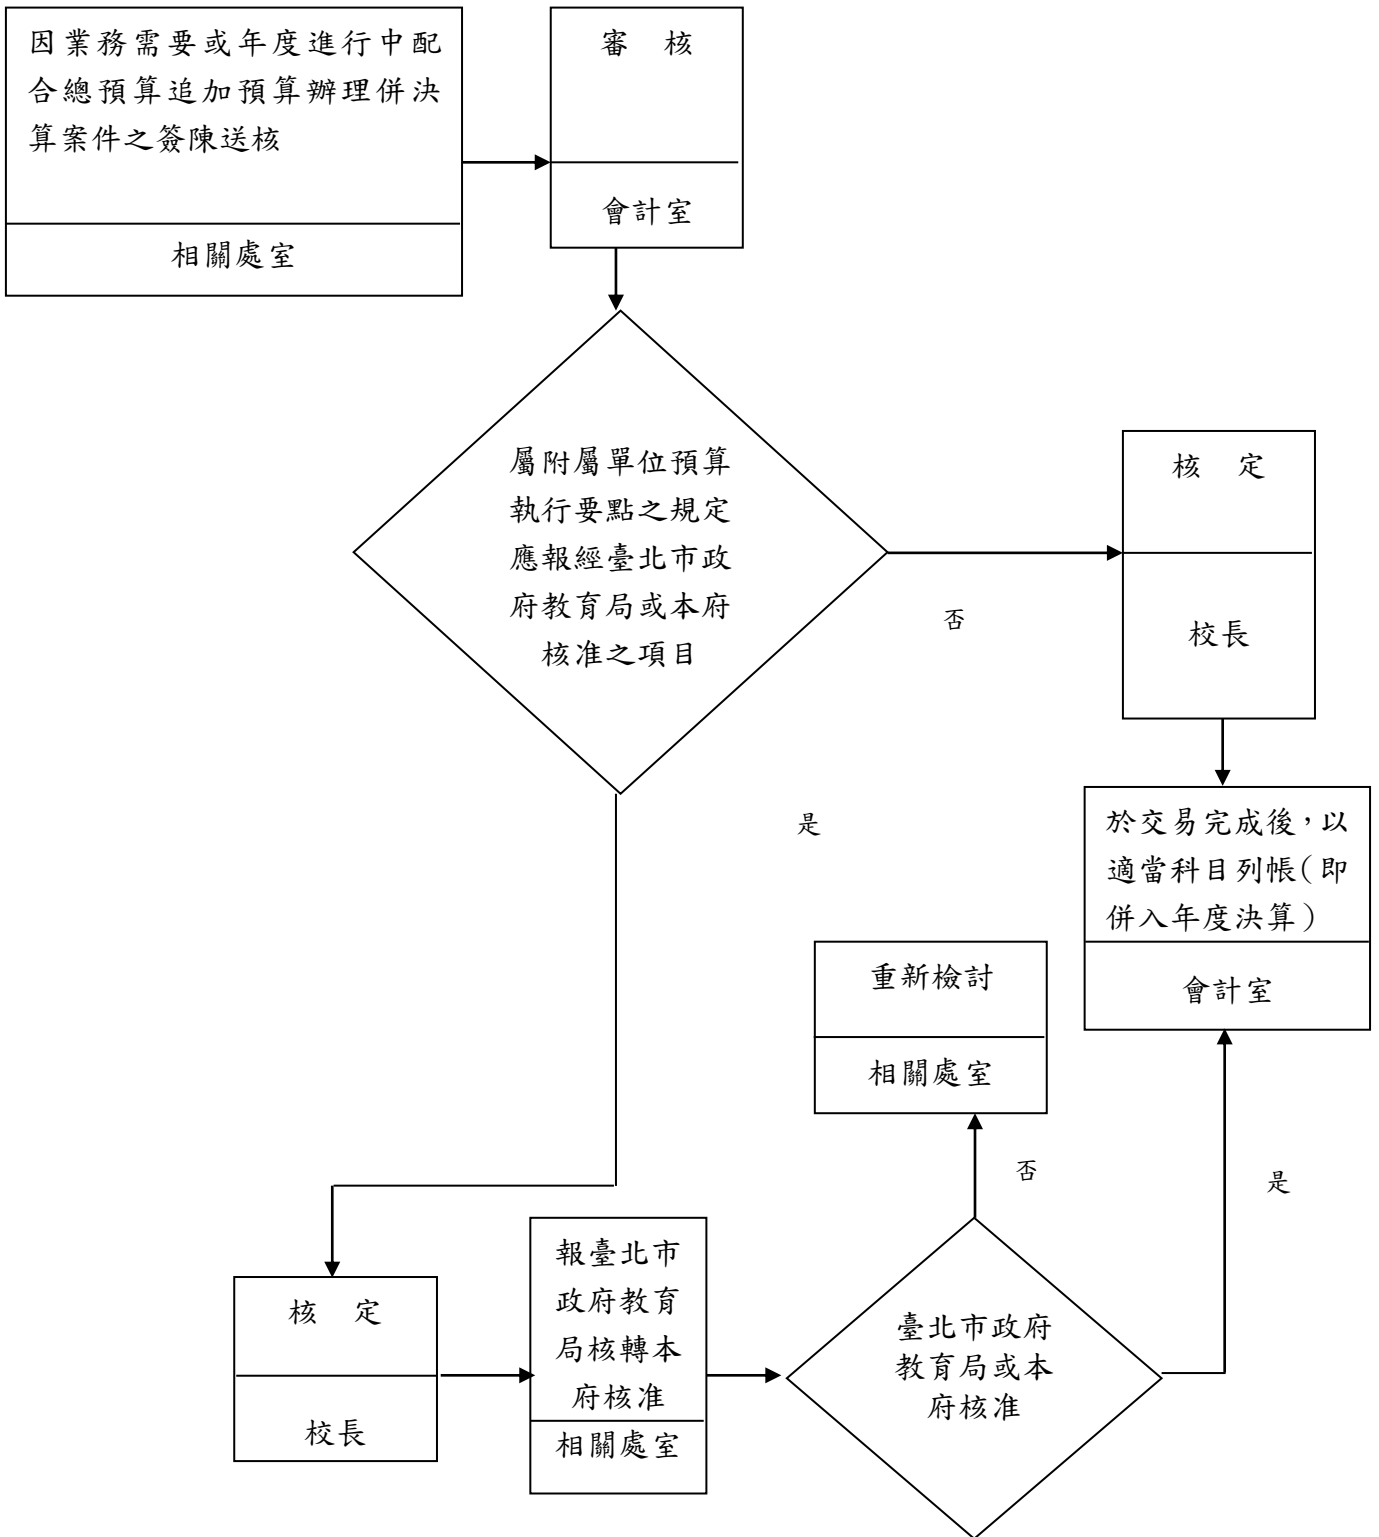 因業務需要或年度進行中配
合總預算追加預算辦理併決
算案件之簽陳送核
相關處室
審 核
會計室
屬附屬單位預算
執行要點之規定
應報經臺北市政
府教育局或本府
核准之項目
否
核 定
校長
是
於交易完成後，以
適當科目列帳(即
併入年度決算)
會計室
重新檢討
相關處室
否
是
核 定
校長
報臺北市
政府教育
局核轉本
府核准
相關處室
臺北市政府
教育局或本
府核准